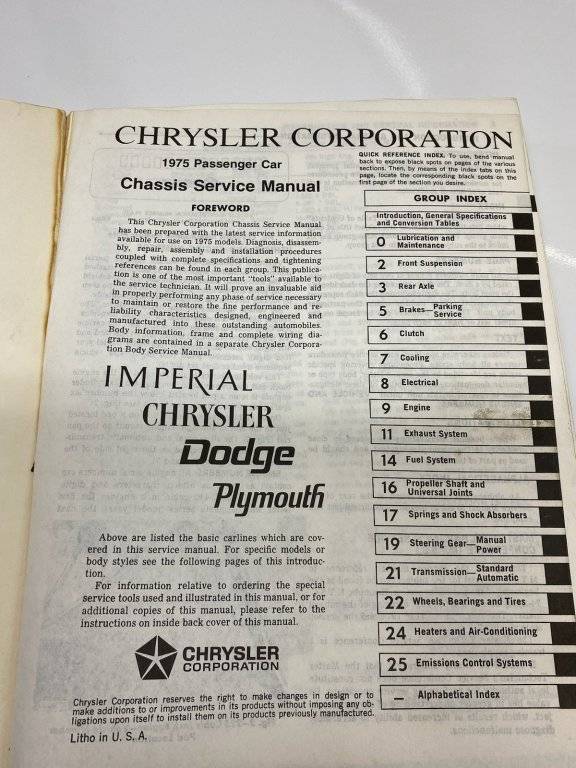 CHRYSLER CORPORATION
1975 Passenger Car
Chassis Service Manual
FOREWORD
This Chrysler Corporation Chassis Service Manual
has been prepared with the latest service information
available for use on 1975 models. Diagnosis, disassem-
bly, repair, assembly and installation procedures
coupled with complete specifications and tightening
references can be found in each group. This publica-
tion is one of the most important "tools" available to
the service technician. It will prove an invaluable aid
in properly performing any phase of service necessary
to maintain or restore the fine performance and re-
liability characteristics designed, engineered and
manufactured into these outstanding automobiles.
Body information, frame and complete wiring dia-
grams are contained in a separate Chrysler Corpora-
tion Body Service Manual.
IMPERIAL
CHRYSLER
Dodge
Plymouth
Above are listed the basic carlines which are cov-
ered in this service manual. For specific models or
body styles see the following pages of this introduc-
tion.
For information relative to ordering the special
service tools used and illustrated in this manual, or for
additional copies of this manual, please refer to the
instructions on inside back cover of this manual.
CHRYSLER
CORPORATION
Chrysler Corporation reserves the right to make changes in design or to
make additions to or improvements in its products without imposing any ob-
ligations upon itself to install them on its products previously manufactured.
Litho in U. S. A.
QUICK REFERENCE INDEX. To use, bend manual
back to expose black spots on pages of the various
sections. Then, by means of the index tabs on this
page, locate the corresponding black spots on the
first page of the section you desire.
GROUP INDEX
Introduction, General Specifications
and Conversion Tables
0 Lubrication and
Maintenance
2 Front Suspension
3 Rear Axle
5 Brakes—Parking
Service
6 Clutch
7 Cooling
8 Electrical
9 Engine
11 Exhaust System
14 Fuel System
16 Propeller Shaft and
Universal Joints
17 Springs and Shock Absorbers
19 Steering Gear—Manual
Power
21 Transmission—Standard
Automatic
22 Wheels, Bearings and Tires
24 Heaters and Air-Conditioning
25 Emissions Control Systems
— Alphabetical Index